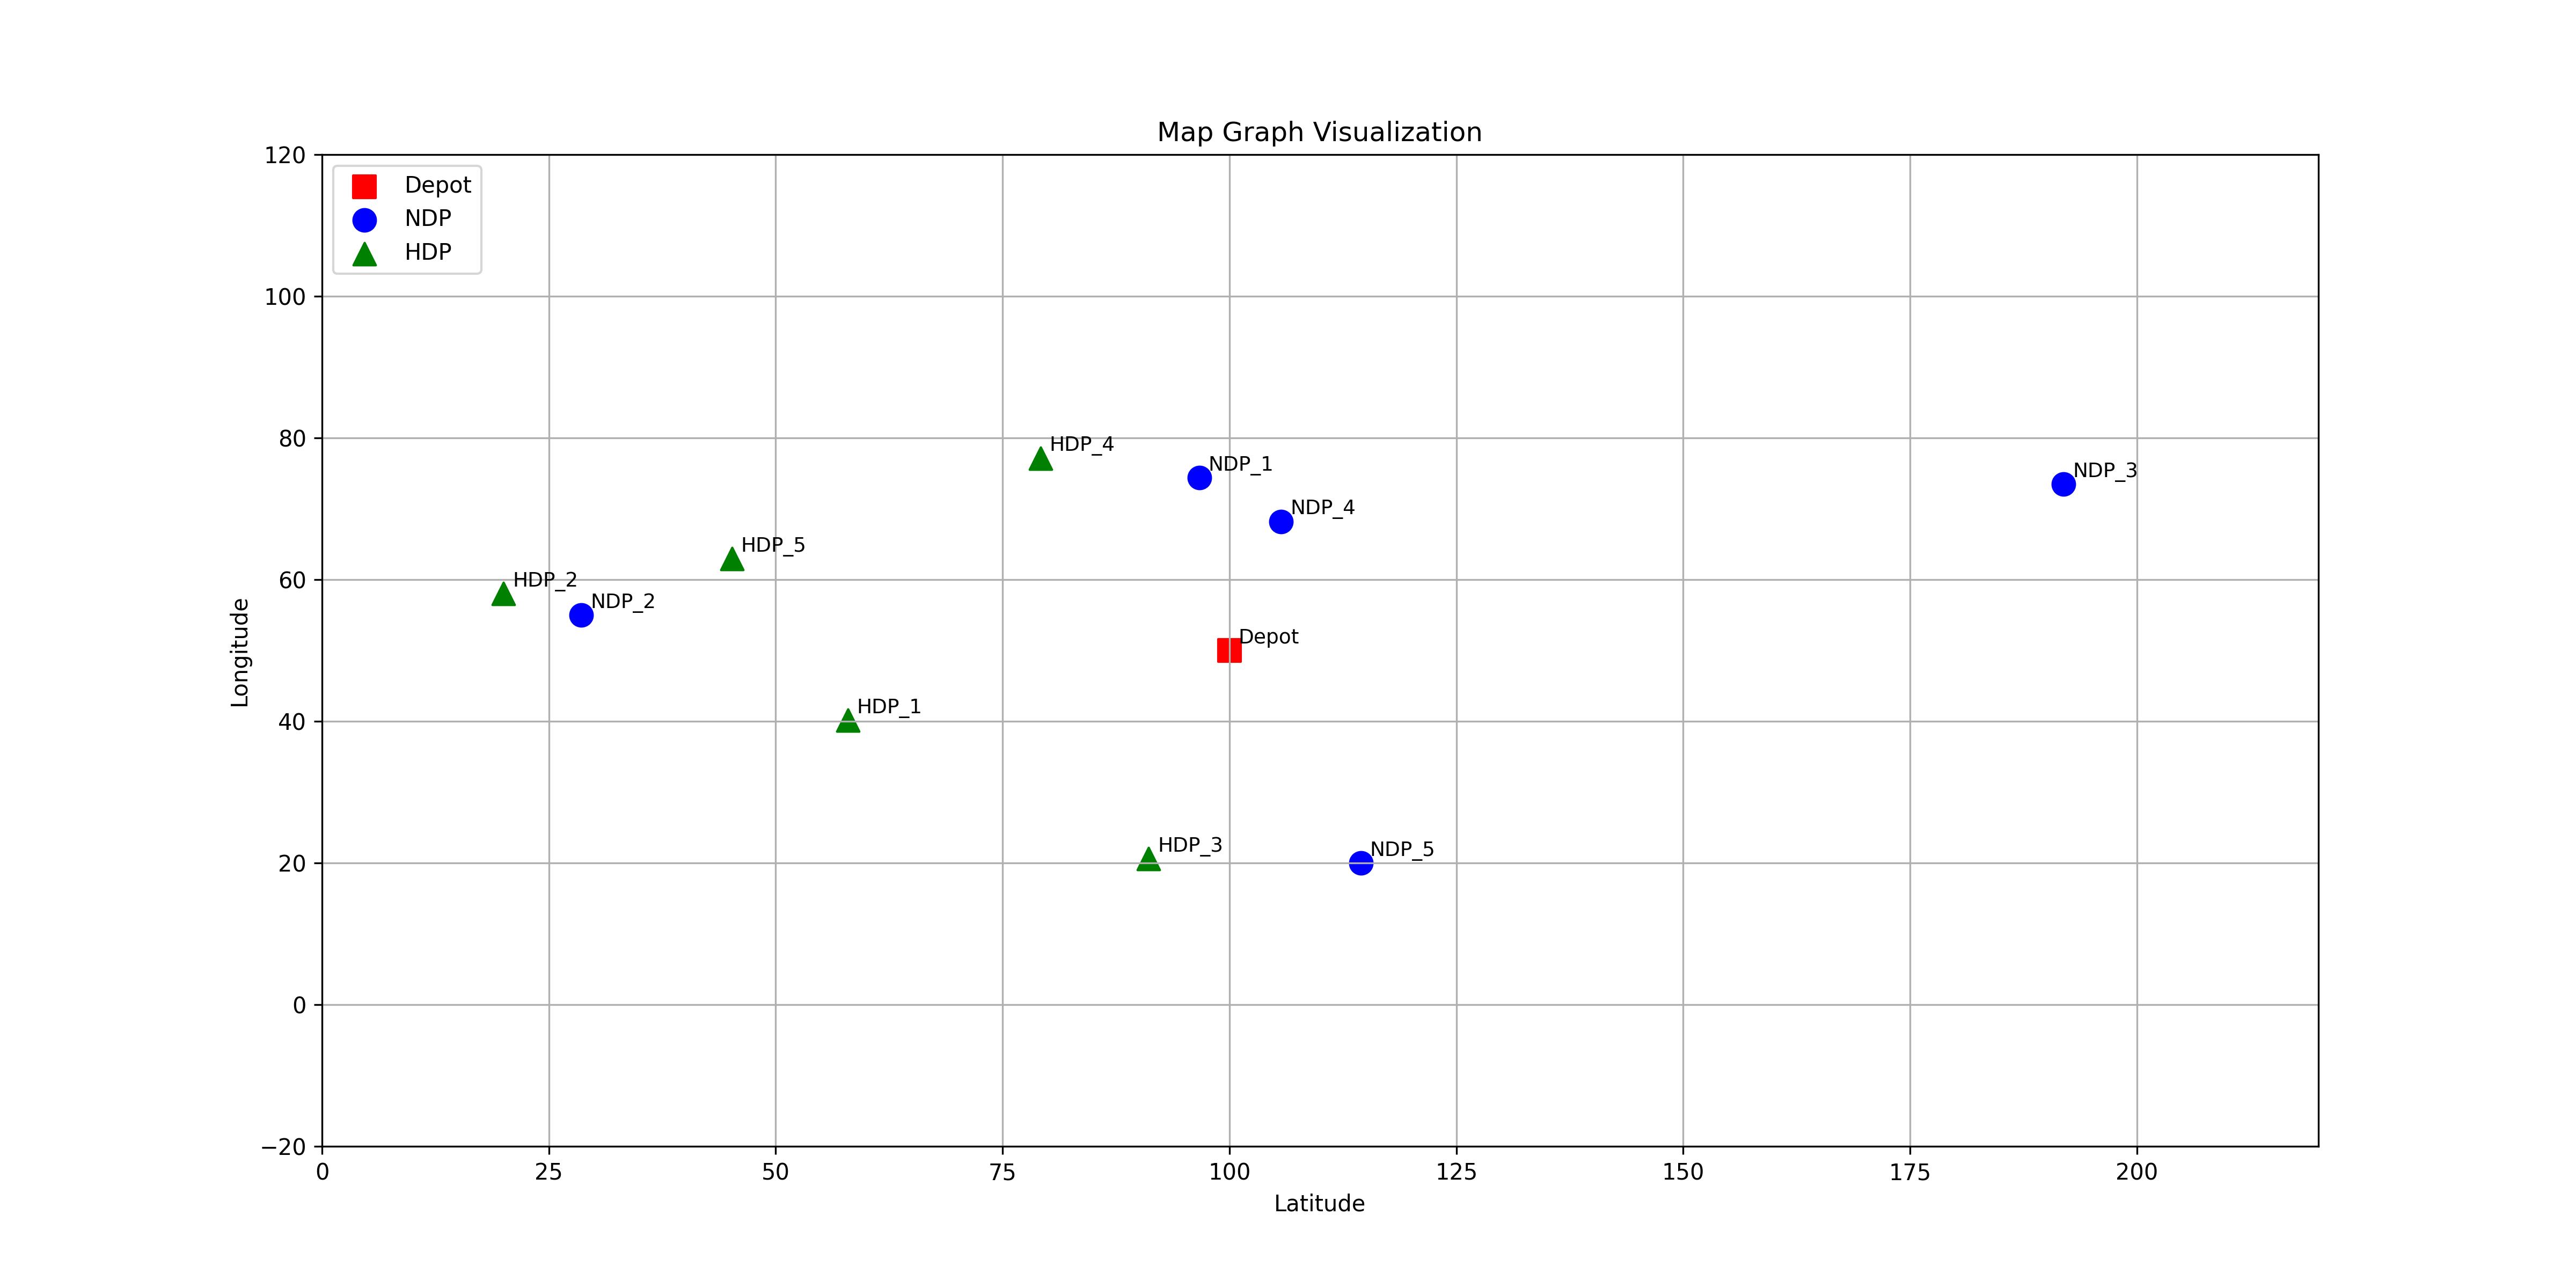 Map Graph Visualization
120
100
80
60
40
20
0
−20
Longitude
Depot
NDP
HDP
HDP_4
NDP_1
NDP_3
NDP_4
HDP_5
HDP_2
NDP_2
Depot
HDP_1
HDP_3
NDP_5
0 25 50 75 100 125 150 175 200
Latitude